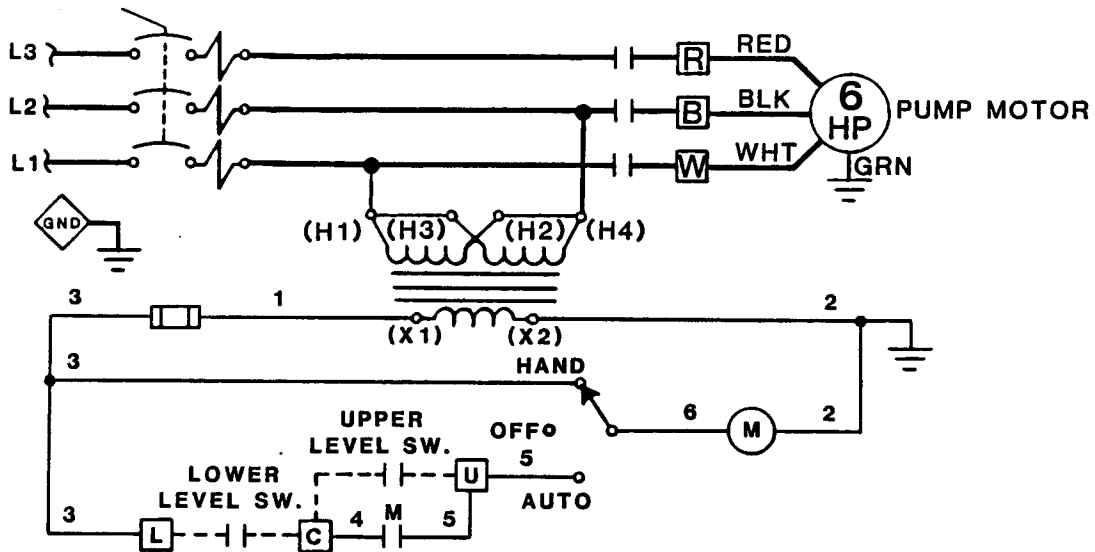 L3
RED
L2
BLK
6
HP
PUMP MOTOR
L1
WHT
GRN
R
B
W
GND
(H1)
(H3)
(H2)
(H4)
3
1
(X1)
(X2)
2
3
HAND
UPPER
LEVEL SW.
OFF
6
M
2
LOWER
LEVEL SW.
U
5
AUTO
3
L
C
4
M
5